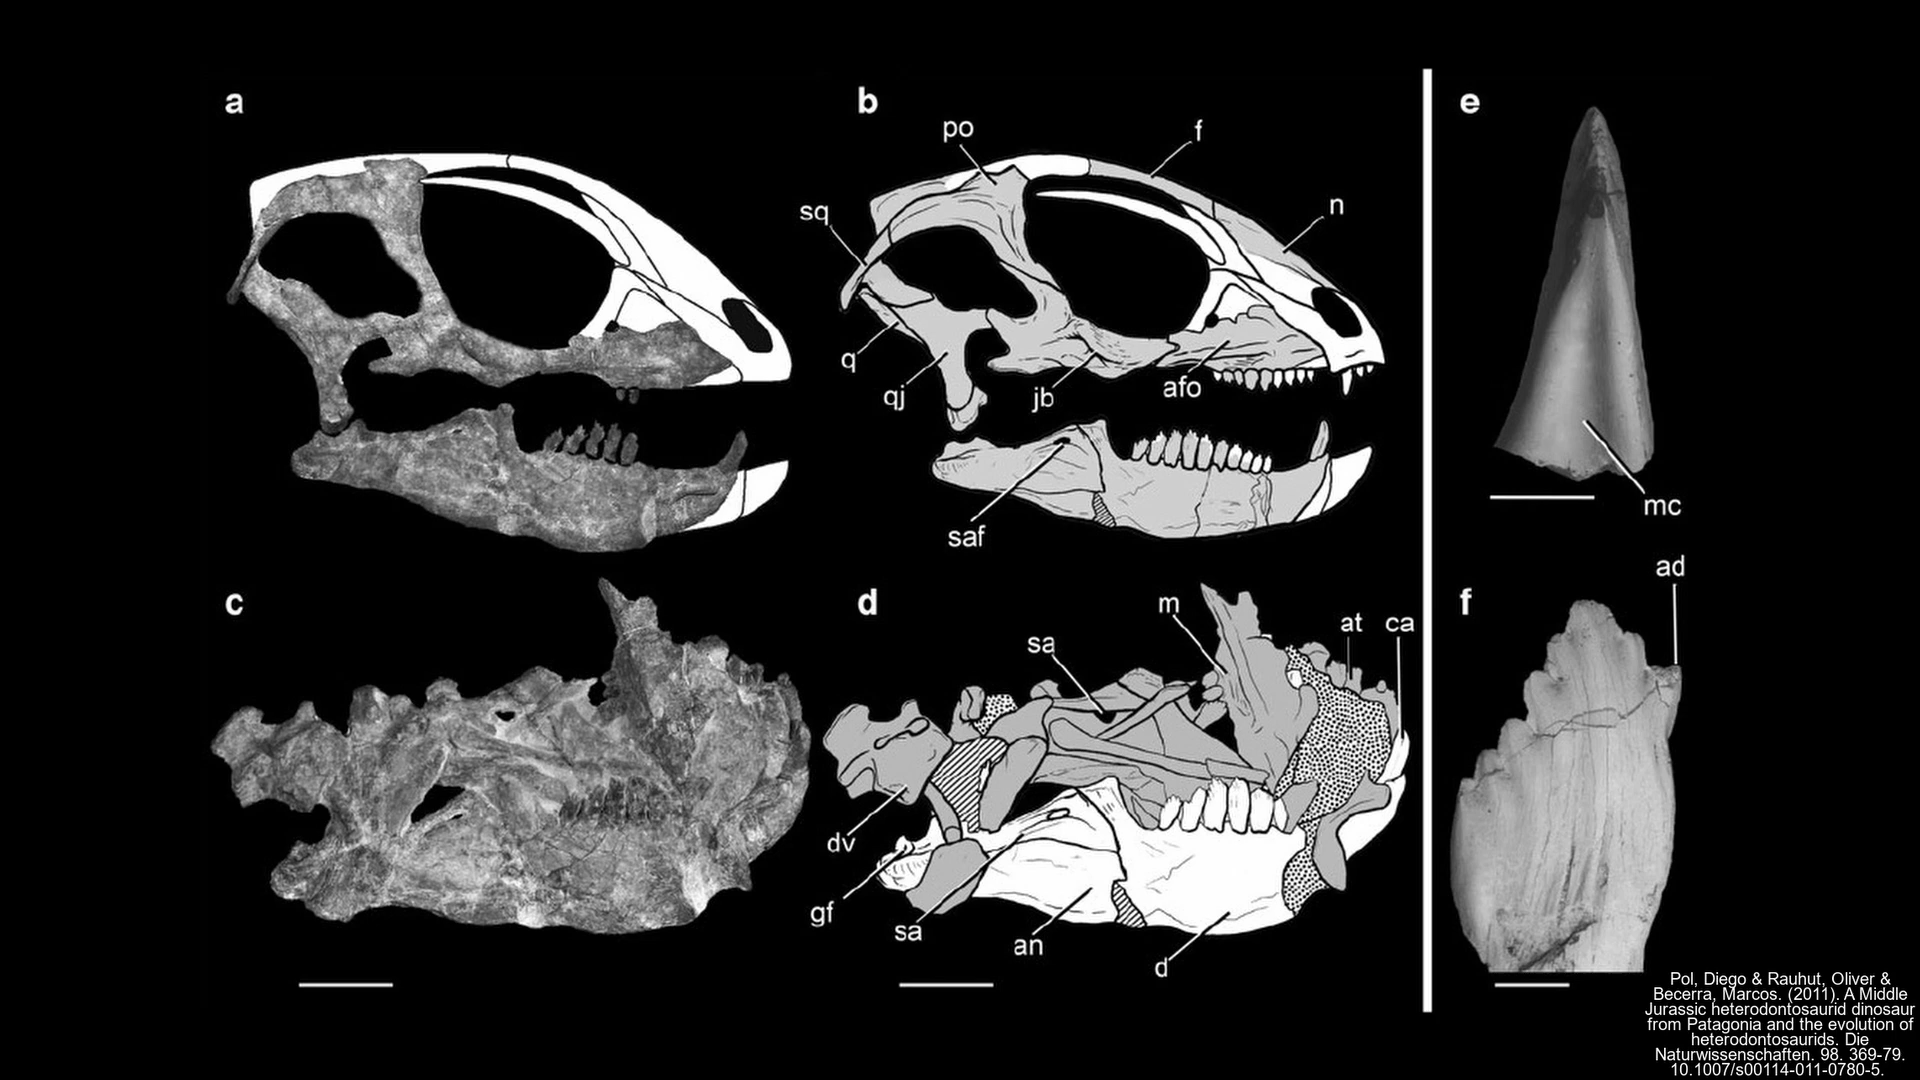 a
b
e
po
f
sq
n
q
qj
jb
afo
saf
mc
c
d
f
m
sa
at
ca
ad
dv
gf
sa
an
d
Pol, Diego & Rauhut, Oliver &
Becerra, Marcos. (2011). A Middle
Jurassic heterodontosaurid dinosaur
from Patagonia and the evolution of
heterodontosaurids. Die
Naturwissenschaften. 98. 369-79.
10.1007/s00114-011-0780-5.